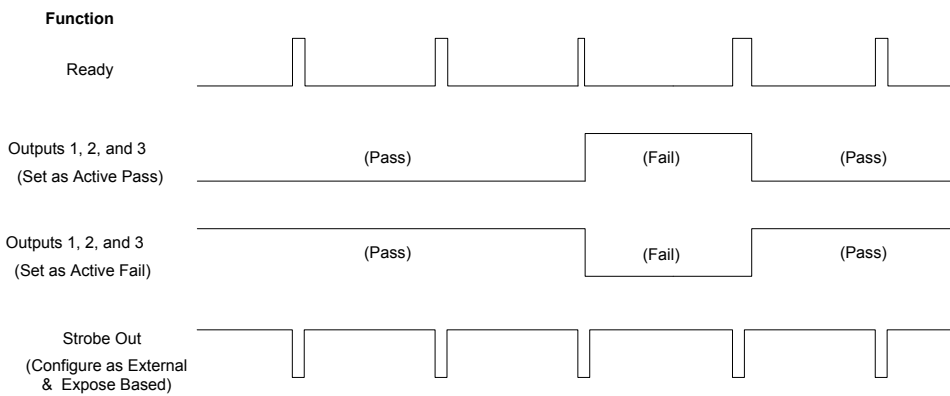 Function
Ready
Outputs 1, 2, and 3
(Set as Active Pass)
(Pass)
(Fail)
(Pass)
Outputs 1, 2, and 3
(Set as Active Fail)
(Pass)
(Fail)
(Pass)
Strobe Out
(Configure as External
& Expose Based)